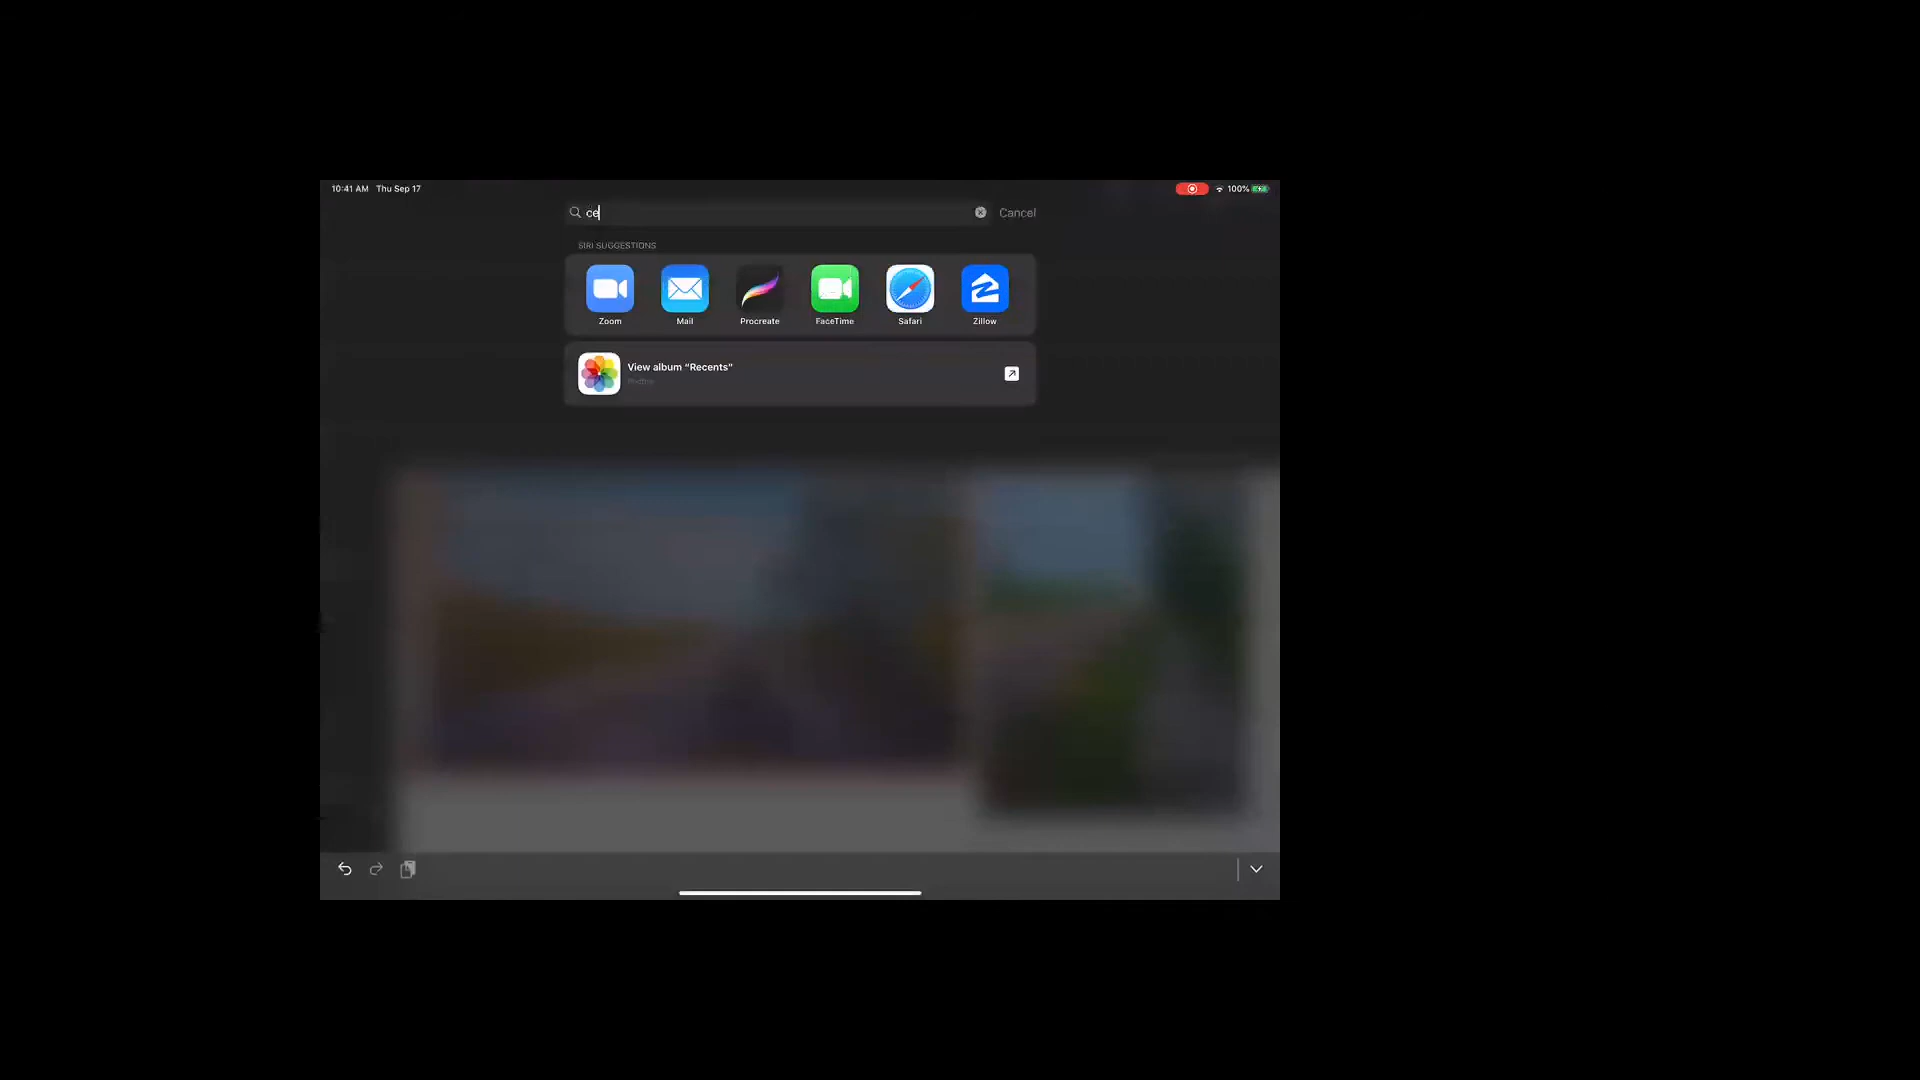 10:41 AM Thu Sep 17
100%
ce
Cancel
SIRI SUGGESTIONS
Zoom
Mail
Procreate
FaceTime
Safari
Zillow
View album “Recents”